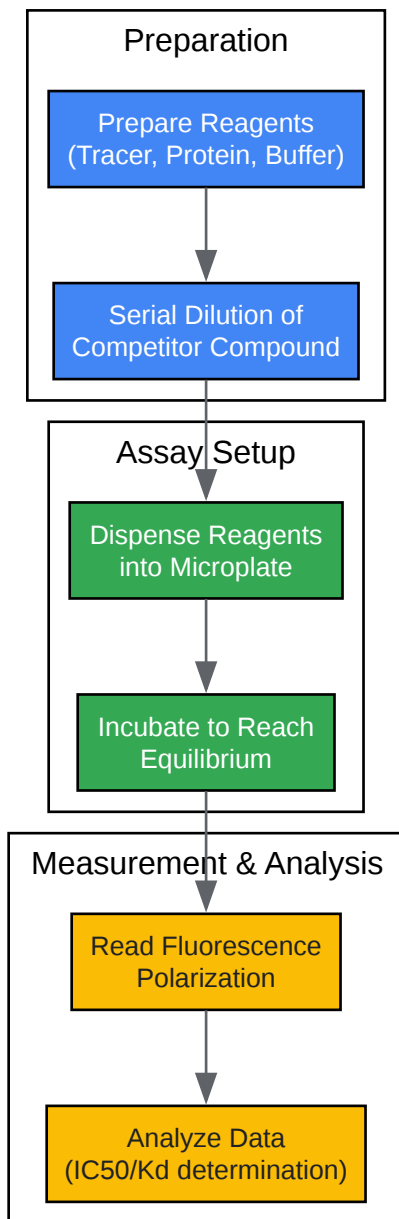 Preparation
Prepare Reagents
(Tracer, Protein, Buffer)
Serial Dilution of
Competitor Compound
Assay Setup
Dispense Reagents
into Microplate
Incubate to Reach
Equilibrium
Measurement & Analysis
Read Fluorescence
Polarization
Analyze Data
(IC50/Kd determination)